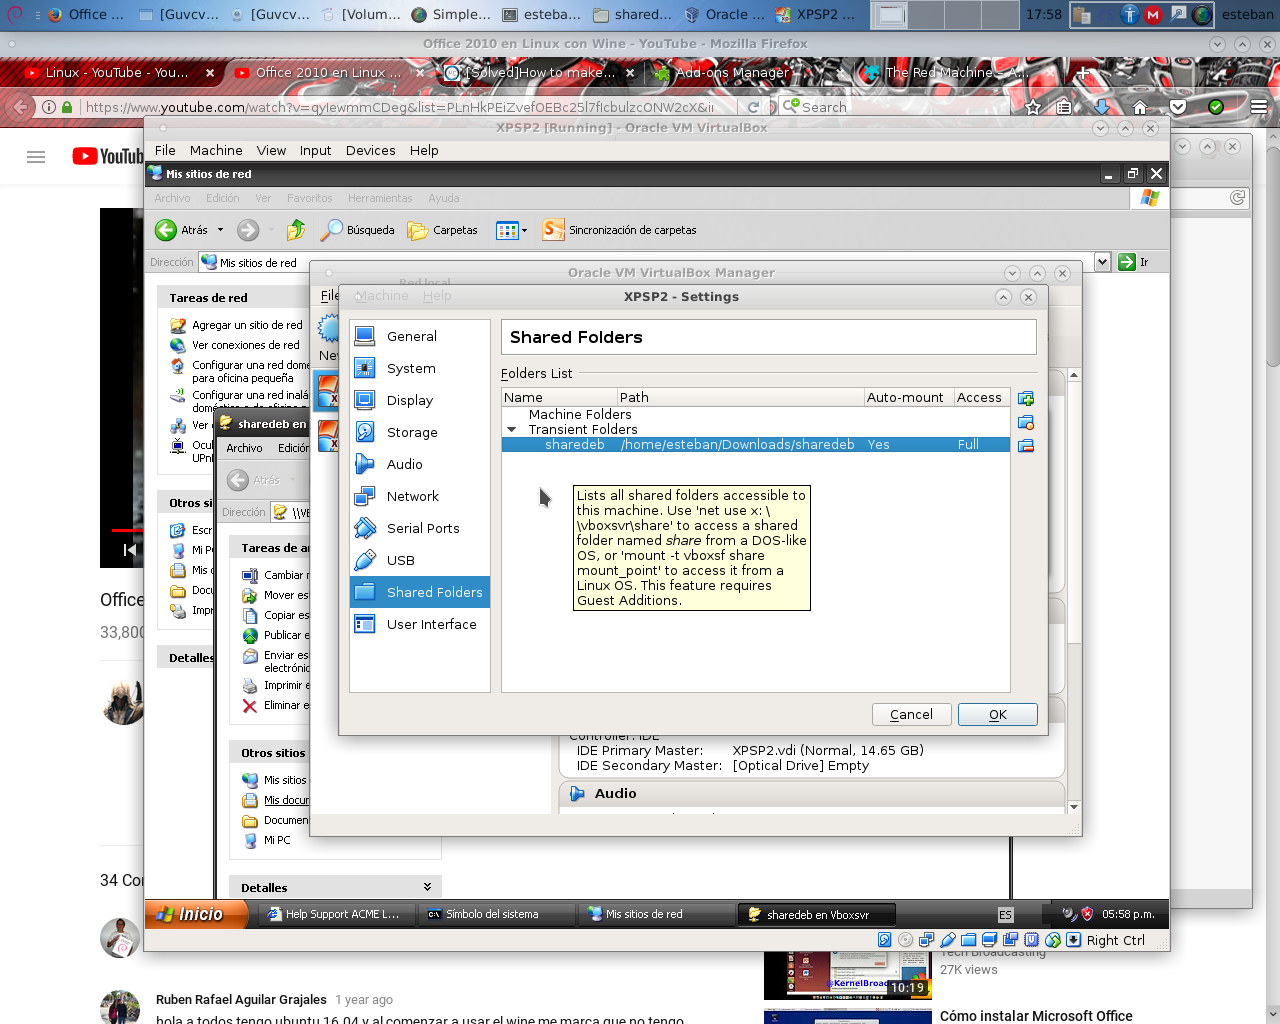 Office ...
[Guvcv...
[Guvcv...
[Volum...
Simple...
esteba...
shared...
Oracle ...
XPSP2 ...
17:58
ES
esteban
Office 2010 en Linux con Wine - YouTube - Mozilla Firefox
Linux - YouTube - You...
Office 2010 en Linux ...
[Solved]How to make...
Add-ons Manager
The Red Machine – A...
https://www.youtube.com/watch?v=qyIewmmCDeg&list=PLnHkPEiZvefOEBc25l7flcbulzcONW2cX&ii
Search
XPSP2 [Running] - Oracle VM VirtualBox
File Machine View Input Devices Help
YouTub
Mis sitios de red
Archivo Edición Ver Favoritos Herramientas Ayuda
Atrás
Búsqueda
Carpetas
Sincronización de carpetas
Dirección
Mis sitios de red
Ir
Oracle VM VirtualBox Manager
Red local
File Machine Help
XPSP2 - Settings
Tareas de red
Agregar un sitio de red
Ver conexiones de red
Configurar una red dom
para oficina pequeña
Configurar una red inalá
Ver
Ocul
UPnl
Otros si
Escr
Mi P
Mis
Docu
Impr
Detalles
Ne
sharedeb en
Archivo Edició
Atrás
Dirección
\\VE
Tareas de ar
Cambiar r
Mover est
Copiar est
Publicar e
Enviar est
electrónic
Imprimir e
Eliminar e
Otros sitios
Mis sitios
Mis docur
Documen
Mi PC
Detalles
General
System
Display
Storage
Audio
Network
Serial Ports
USB
Shared Folders
User Interface
Shared Folders
Folders List
Name Path Auto-mount Access
Machine Folders
Transient Folders
sharedeb /home/esteban/Downloads/sharedeb Yes Full
Lists all shared folders accessible to
this machine. Use 'net use x: \
\vboxsvr\share' to access a shared
folder named share from a DOS-like
OS, or 'mount -t vboxsf share
mount_point' to access it from a
Linux OS. This feature requires
Guest Additions.
Cancel
OK
Controller: IDE
IDE Primary Master: XPSP2.vdi (Normal, 14.65 GB)
IDE Secondary Master: [Optical Drive] Empty
Audio
Inicio
Help Support ACME L...
Símbolo del sistema
Mis sitios de red
sharedeb en Vboxsvr
ES
05:58 p.m.
Right Ctrl
Office
33,800
34 Cor
Ruben Rafael Aguilar Grajales 1 year ago
hola a todos tengo ubuntu 16.04 y al comenzar a usar el wine me marca que no tengo
Tech Broadcasting
27K views
@KernelBroad
10:19
Cómo instalar Microsoft Office